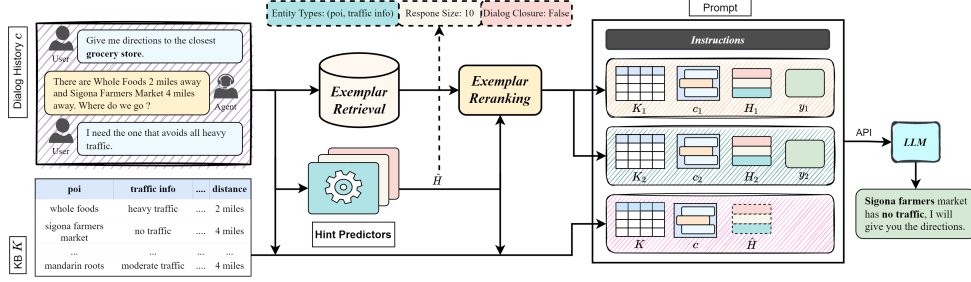 Entity Types: (poi, traffic info)
Respone Size: 10
Dialog Closure: False
Prompt
Dialog History c
User
Give me directions to the closest
grocery store.
There are Whole Foods 2 miles away
and Sigona Farmers Market 4 miles
away. Where do we go ?
Agent
User
I need the one that avoids all heavy
traffic.
Exemplar
Retrieval
Exemplar
Reranking
Ĥ
Hint Predictors
KB K
poi traffic info .... distance
whole foods heavy traffic .... 2 miles
sigona farmers
market no traffic .... 4 miles
... ... ... ...
mandarin roots moderate traffic .... 4 miles
Instructions
K1 c1 H1 y1
K2 c2 H2 y2
K c Ĥ
API
LLM
Sigona farmers market
has no traffic, I will
give you the directions.